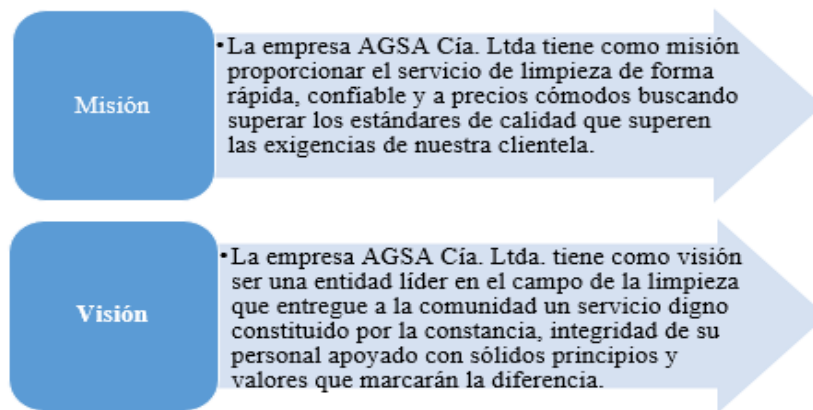 Misión
•La empresa AGSA Cía. Ltda tiene como misión
proporcionar el servicio de limpieza de forma
rápida, confiable y a precios cómodos buscando
superar los estándares de calidad que superen
las exigencias de nuestra clientela.
Visión
•La empresa AGSA Cía. Ltda. tiene como visión
ser una entidad líder en el campo de la limpieza
que entregue a la comunidad un servicio digno
constituido por la constancia, integridad de su
personal apoyado con sólidos principios y
valores que marcarán la diferencia.